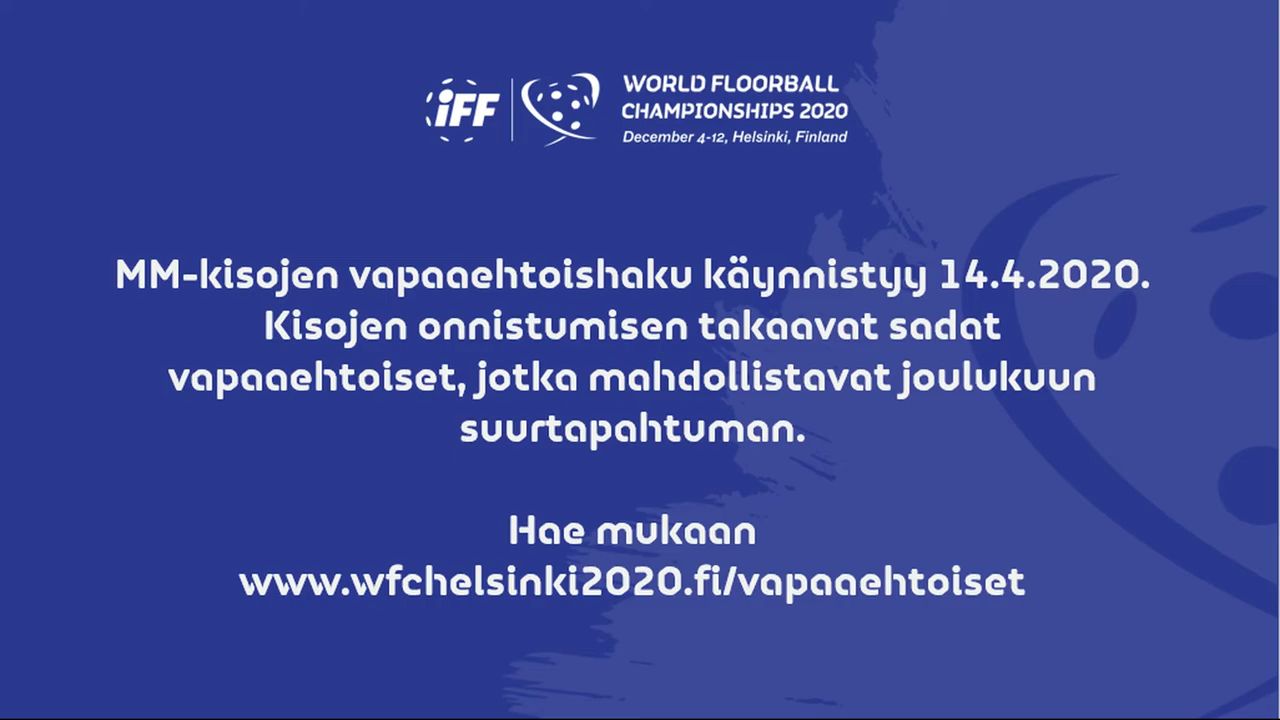 iFF
WORLD FLOORBALL
CHAMPIONSHIPS 2020
December 4-12, Helsinki, Finland
MM-kisojen vapaaehtoishaku käynnistyy 14.4.2020.
Kisojen onnistumisen takaavat sadat
vapaaehtoiset, jotka mahdollistavat joulukuun
suurtapahtuman.
Hae mukaan
www.wfchelsinki2020.fi/vapaaehtoiset